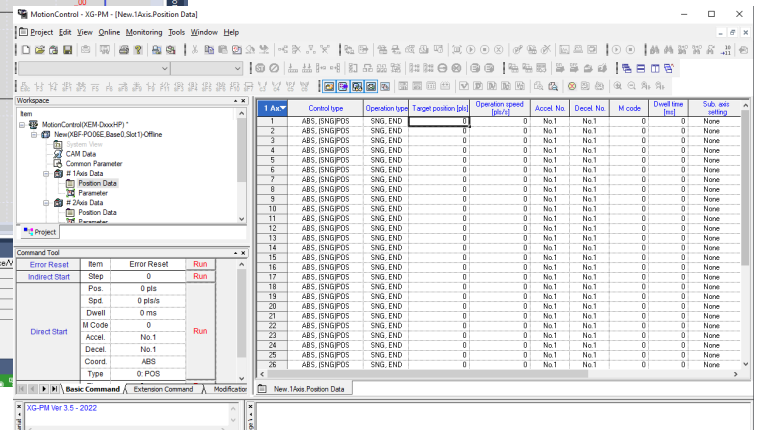 MotionControl - XG-PM - [New.1Axis.Position Data]
Project Edit View Online Monitoring Tools Window Help
Workspace
Item
MotionControl(XEM-DxxxHP) *
New(XBF-PO06E,Base0,Slot1)-Offline
System View
CAM Data
Common Parameter
# 1Axis Data
Position Data
Parameter
# 2Axis Data
Position Data
Parameter
Project
Command Tool
Error Reset Item Error Reset Run
Indirect Start Step 0 Run
Direct Start Run
Pos. 0 pls
Spd. 0 pls/s
Dwell 0 ms
M Code 0
Accel. No.1
Decel. No.1
Coord. ABS
Type 0: POS
Basic Command Extension Command Modification
XG-PM Ver 3.5 - 2022
1 Ax Control type Operation type Target position [pls] Operation speed [pls/s] Accel. No. Decel. No. M code Dwell time [ms] Sub. axis setting
1 ABS, (SNG)POS SNG, END 0 0 No.1 No.1 0 0 None
2 ABS, (SNG)POS SNG, END 0 0 No.1 No.1 0 0 None
3 ABS, (SNG)POS SNG, END 0 0 No.1 No.1 0 0 None
4 ABS, (SNG)POS SNG, END 0 0 No.1 No.1 0 0 None
5 ABS, (SNG)POS SNG, END 0 0 No.1 No.1 0 0 None
6 ABS, (SNG)POS SNG, END 0 0 No.1 No.1 0 0 None
7 ABS, (SNG)POS SNG, END 0 0 No.1 No.1 0 0 None
8 ABS, (SNG)POS SNG, END 0 0 No.1 No.1 0 0 None
9 ABS, (SNG)POS SNG, END 0 0 No.1 No.1 0 0 None
10 ABS, (SNG)POS SNG, END 0 0 No.1 No.1 0 0 None
11 ABS, (SNG)POS SNG, END 0 0 No.1 No.1 0 0 None
12 ABS, (SNG)POS SNG, END 0 0 No.1 No.1 0 0 None
13 ABS, (SNG)POS SNG, END 0 0 No.1 No.1 0 0 None
14 ABS, (SNG)POS SNG, END 0 0 No.1 No.1 0 0 None
15 ABS, (SNG)POS SNG, END 0 0 No.1 No.1 0 0 None
16 ABS, (SNG)POS SNG, END 0 0 No.1 No.1 0 0 None
17 ABS, (SNG)POS SNG, END 0 0 No.1 No.1 0 0 None
18 ABS, (SNG)POS SNG, END 0 0 No.1 No.1 0 0 None
19 ABS, (SNG)POS SNG, END 0 0 No.1 No.1 0 0 None
20 ABS, (SNG)POS SNG, END 0 0 No.1 No.1 0 0 None
21 ABS, (SNG)POS SNG, END 0 0 No.1 No.1 0 0 None
22 ABS, (SNG)POS SNG, END 0 0 No.1 No.1 0 0 None
23 ABS, (SNG)POS SNG, END 0 0 No.1 No.1 0 0 None
24 ABS, (SNG)POS SNG, END 0 0 No.1 No.1 0 0 None
25 ABS, (SNG)POS SNG, END 0 0 No.1 No.1 0 0 None
26 ABS, (SNG)POS SNG, END 0 0 No.1 No.1 0 0 None
New.1Axis.Position Data